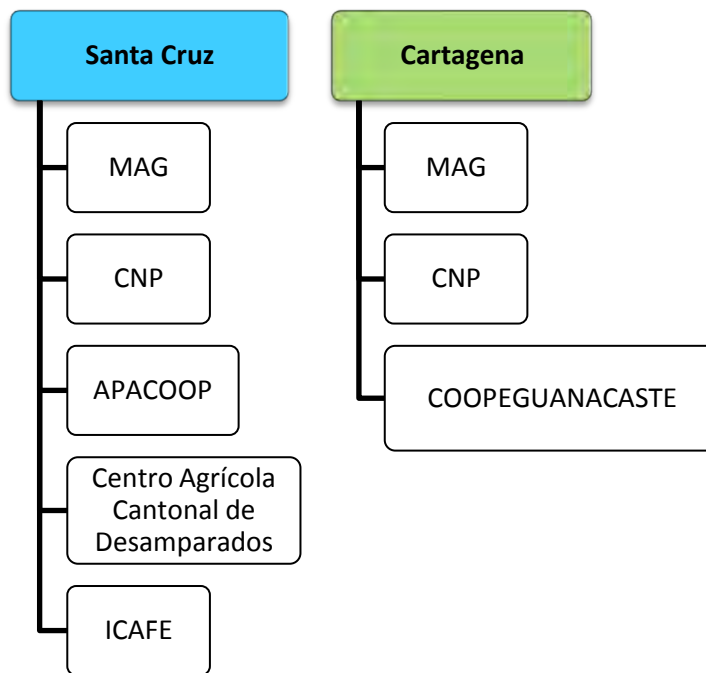 Santa Cruz
MAG
CNP
APACOOP
Centro Agrícola
Cantonal de
Desamparados
ICAFE
Cartagena
MAG
CNP
COOPEGUANACASTE